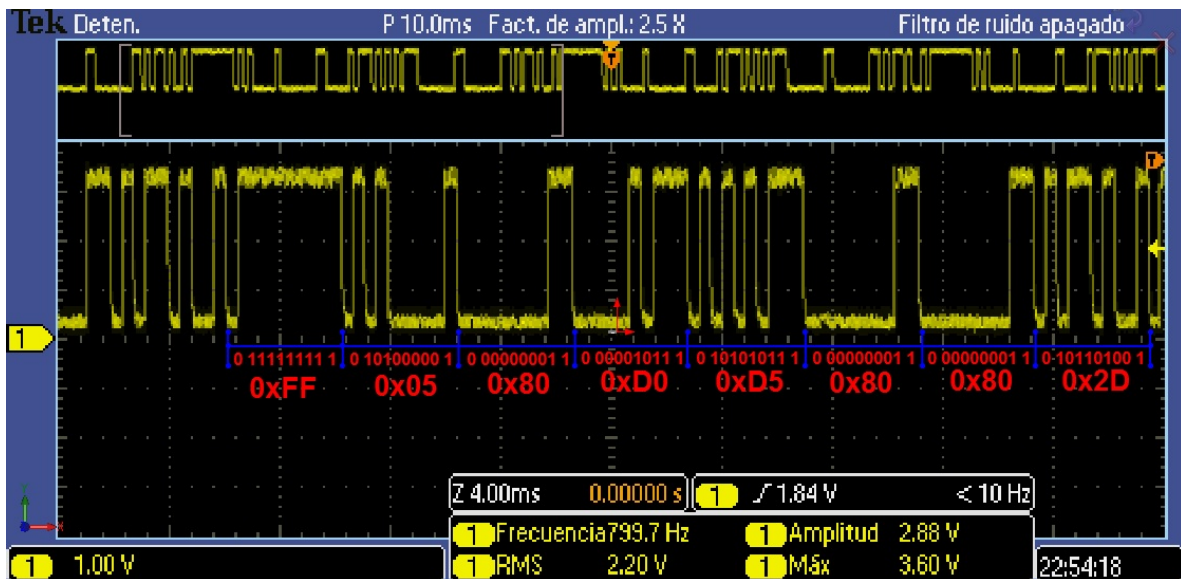 Tek Deten. P 10.0ms Fact. de ampl.: 2.5 X Filtro de ruido apagado
T
T
1
0 111111111 1 0 10100000 1 0 000000001 1 0 00001011 1 0 10101011 1 0 00000001 1 0 00000001 1 0 10110100 1
0xFF 0x05 0x80 0xD0 0xD5 0x80 0x80 0x2D
Z 4.00ms 0.00000 s 1 1.84 V < 10 Hz
1 Frecuencia 799.7 Hz 1 Amplitud 2.88 V
1 1.00 V 1 RMS 2.20 V 1 Máx 3.60 V 22:54:18